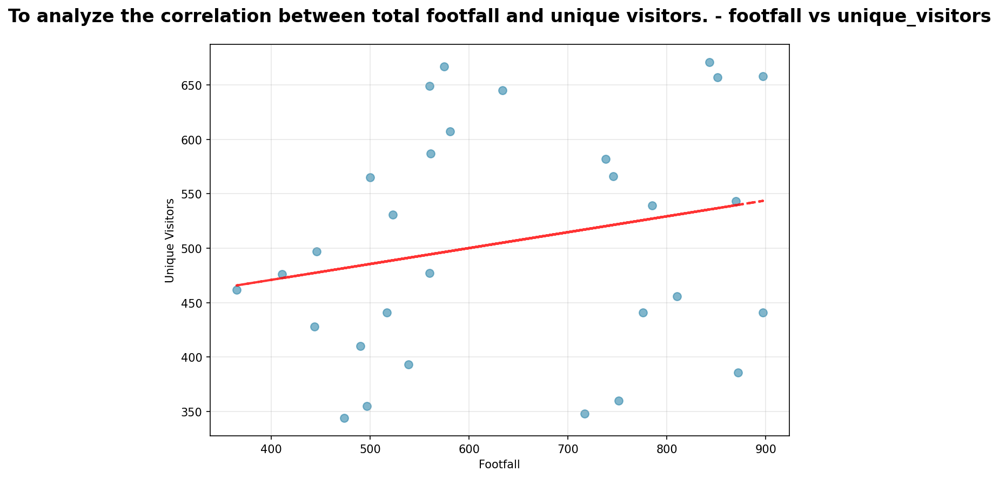 To analyze the correlation between total footfall and unique visitors. - footfall vs unique_visitors
650
600
550
500
450
400
350
Unique Visitors
400 500 600 700 800 900
Footfall